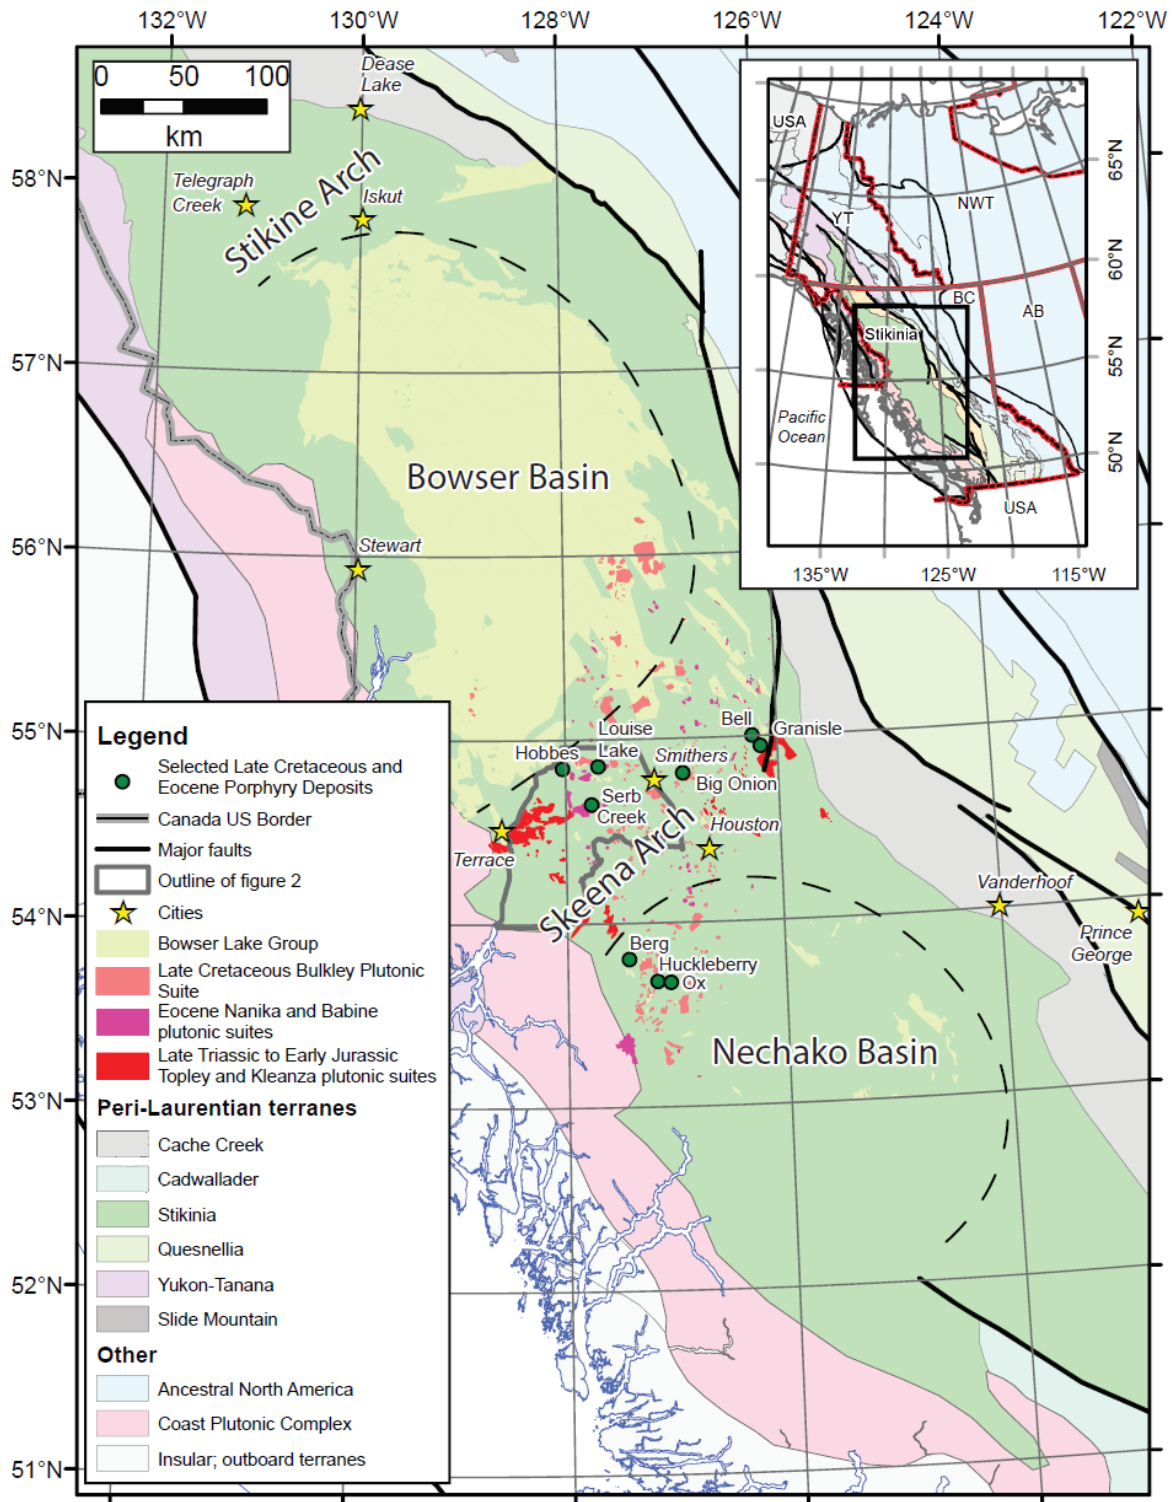 132°W
130°W
128°W
126°W
124°W
122°W
0 50 100
km
Dease
Lake
58°N
Telegraph
Creek
Iskut
Stikine Arch
57°N
Bowser Basin
56°N
Stewart
USA
YT
NWT
BC
AB
Stikinia
Pacific
Ocean
USA
65°N
60°N
55°N
50°N
135°W
125°W
115°W
55°N
Bell
Granisle
Louise
Lake
Hobbes
Smithers
Big Onion
Serb
Creek
Houston
Terrace
Skeena Arch
54°N
Vanderhoof
Prince
George
Berg
Huckleberry
Ox
Nechako Basin
53°N
52°N
51°N
Legend
Selected Late Cretaceous and
Eocene Porphyry Deposits
Canada US Border
Major faults
Outline of figure 2
Cities
Bowser Lake Group
Late Cretaceous Bulkley Plutonic
Suite
Eocene Nanika and Babine
plutonic suites
Late Triassic to Early Jurassic
Topley and Kleanza plutonic suites
Peri-Laurentian terranes
Cache Creek
Cadwallader
Stikinia
Quesnellia
Yukon-Tanana
Slide Mountain
Other
Ancestral North America
Coast Plutonic Complex
Insular; outboard terranes